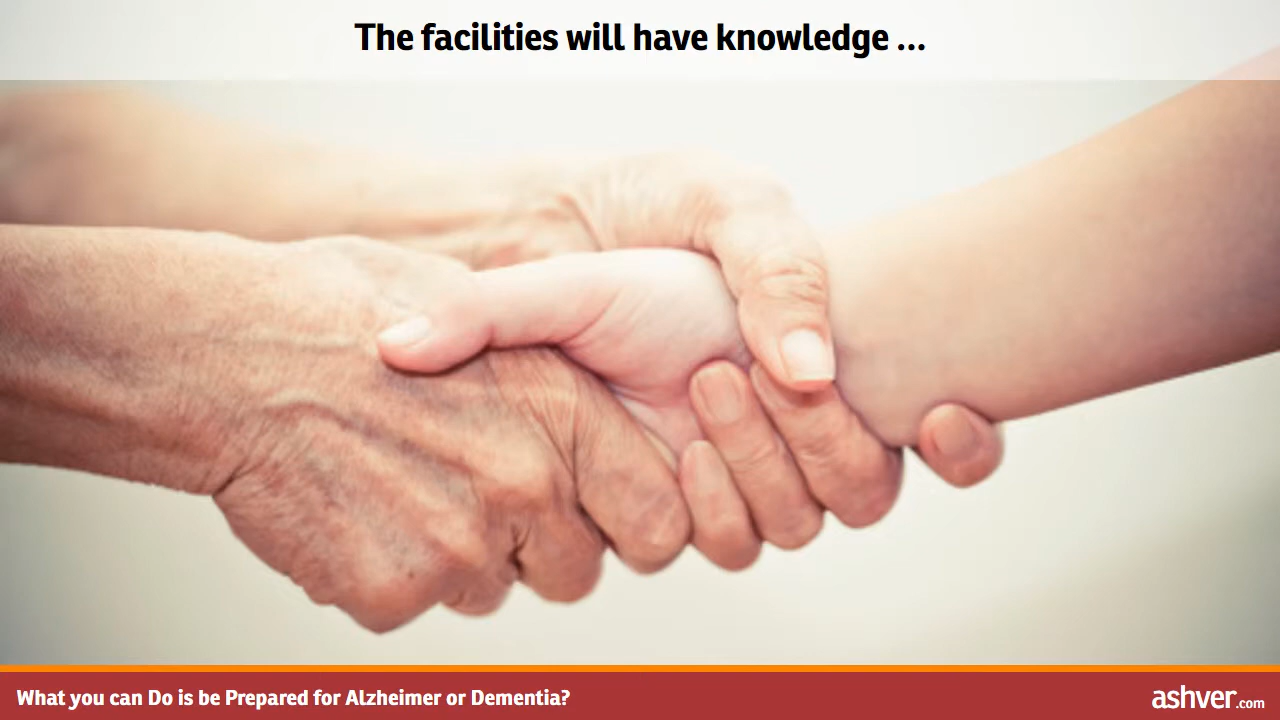 The facilities will have knowledge ...
What you can Do is be Prepared for Alzheimer or Dementia?
ashver.com